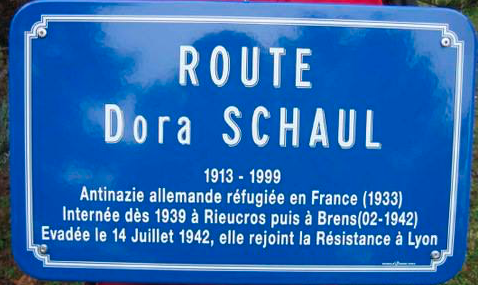 ROUTE
Dora SCHAUL
1913 - 1999
Antinazie allemande réfugiée en France (1933)
Internée dès 1939 à Rieucros puis à Brens(02-1942)
Evadée le 14 Juillet 1942, elle rejoint la Résistance à Lyon